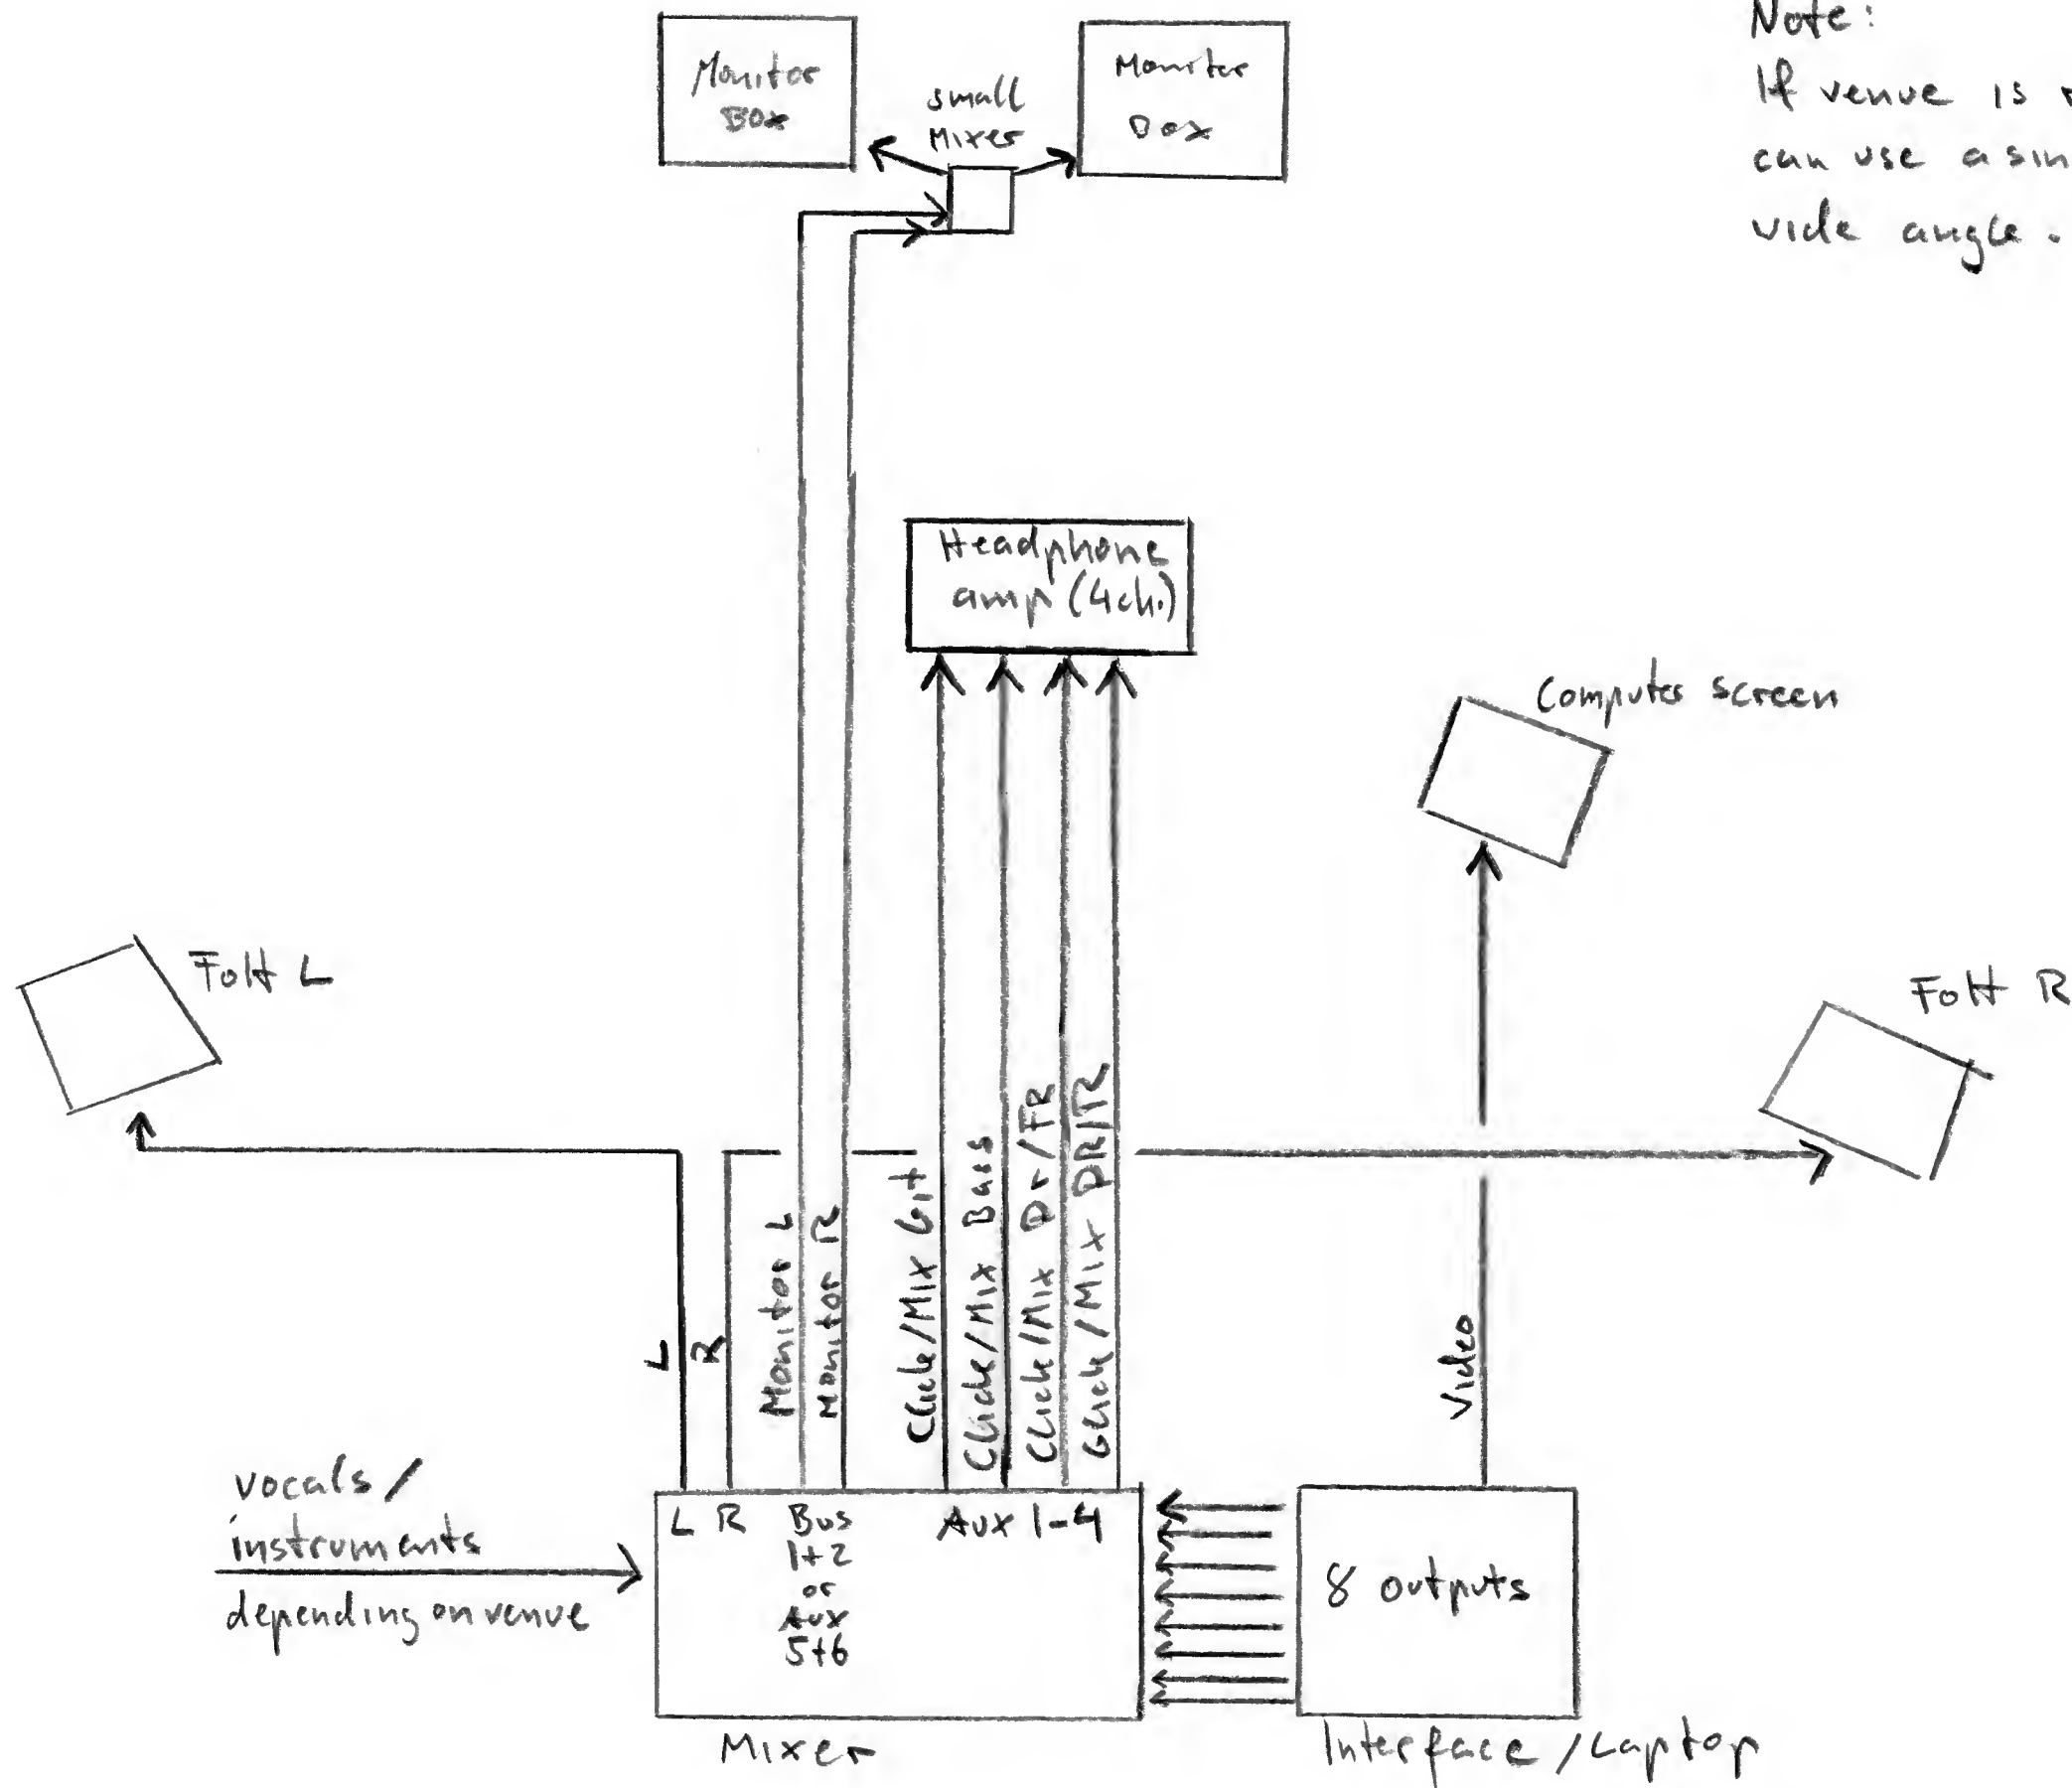 Note:
If venue is
can use a sin
wide angle.
Monitor
Box
small
Mixer
Monitor
Box
Headphone
amp (4ch.)
Computer screen
FoH L
FoH R
L
R
Monitor L
Monitor R
Click/Mix Git
Click/Mix Bass
Click/Mix Dr/FR
Click/Mix DR/FR
Video
vocals/
instruments
depending on venue
L R Bus Aux 1-4
1+2
or
Aux
5+6
8 outputs
Mixer
Interface/Laptop